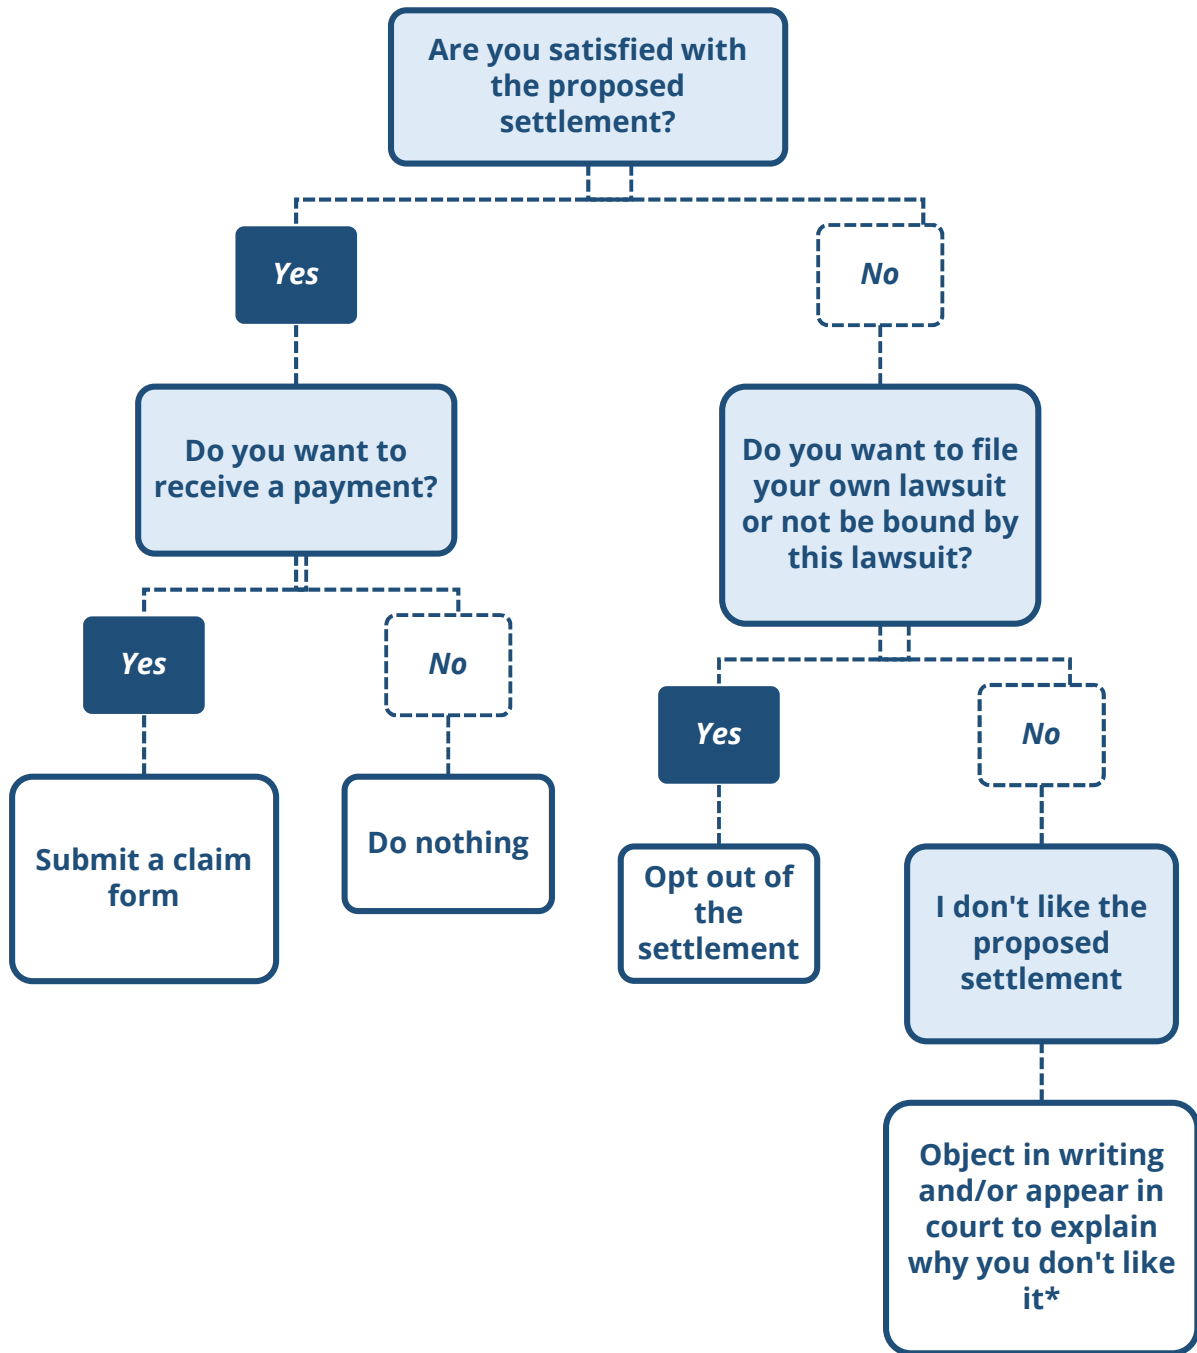 Are you satisfied with
the proposed
settlement?
Yes
No
Do you want to
receive a payment?
Do you want to file
your own lawsuit
or not be bound by
this lawsuit?
Yes
No
Yes
No
Submit a claim
form
Do nothing
Opt out of
the
settlement
I don't like the
proposed
settlement
Object in writing
and/or appear in
court to explain
why you don't like
it*